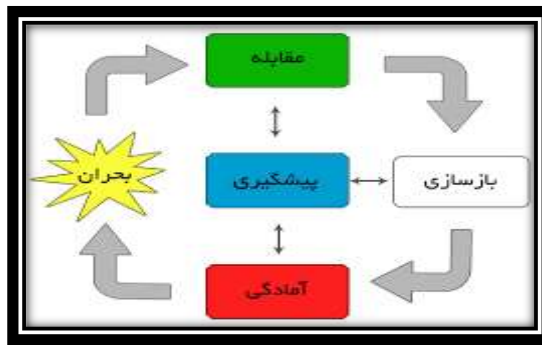 مقابله
بحران
پیشگیری
بازسازی
آمادگی